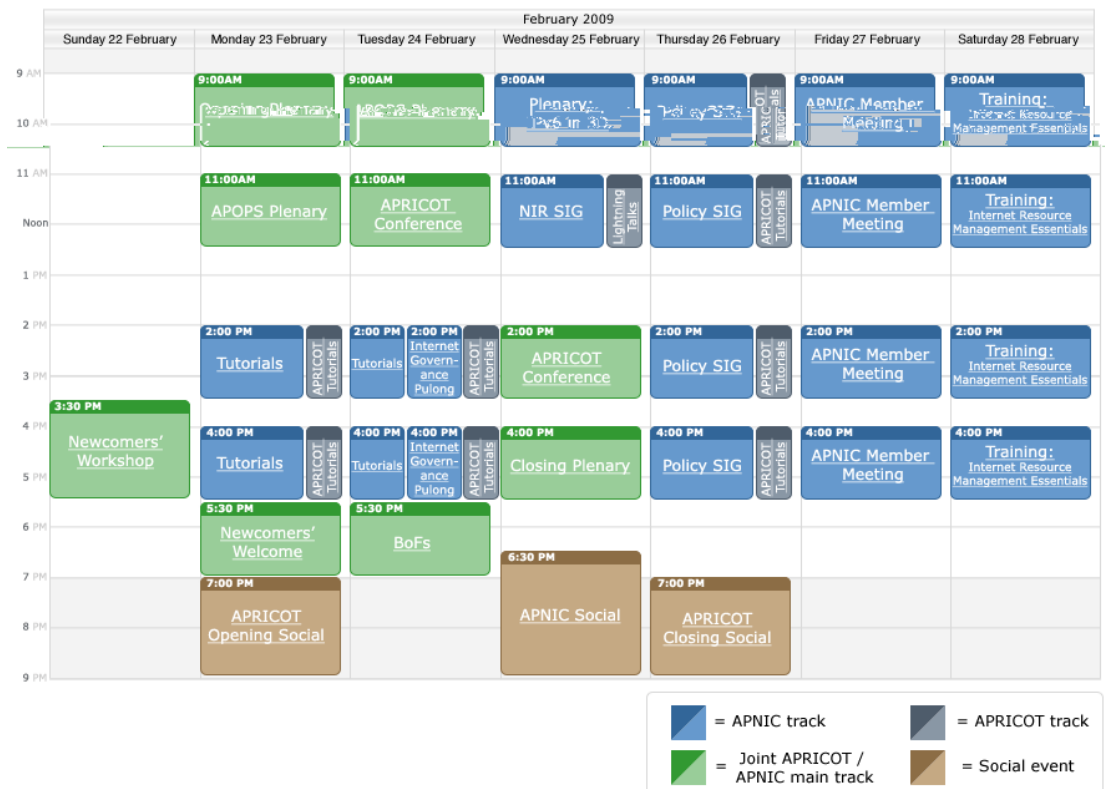 February 2009
Sunday 22 February
Monday 23 February
Tuesday 24 February
Wednesday 25 February
Thursday 26 February
Friday 27 February
Saturday 28 February
9 AM
9:00AM
9:00AM
9:00AM
Plenary:
9:00AM
9:00AM
APNIC Member
Meeting
9:00AM
Training:
Internet Resource
Management Essentials
10 AM
11 AM
11:00AM
APOPS Plenary
11:00AM
APRICOT
Conference
11:00AM
NIR SIG
Lightning
Talks
11:00AM
Policy SIG
APRICOT
Tutorials
11:00AM
APNIC Member
Meeting
11:00AM
Training:
Internet Resource
Management Essentials
Noon
1 PM
2 PM
2:00 PM
Tutorials
APRICOT
Tutorials
2:00 PM
Tutorials
2:00 PM
Internet
Govern-
ance
Pulong
APRICOT
Tutorials
2:00 PM
APRICOT
Conference
2:00 PM
Policy SIG
APRICOT
Tutorials
2:00 PM
APNIC Member
Meeting
2:00 PM
Training:
Internet Resource
Management Essentials
3 PM
3:30 PM
Newcomers'
Workshop
4 PM
4:00 PM
Tutorials
APRICOT
Tutorials
4:00 PM
Tutorials
4:00 PM
Internet
Govern-
ance
Pulong
APRICOT
Tutorials
4:00 PM
Closing Plenary
4:00 PM
Policy SIG
APRICOT
Tutorials
4:00 PM
APNIC Member
Meeting
4:00 PM
Training:
Internet Resource
Management Essentials
5 PM
5:30 PM
Newcomers'
Welcome
5:30 PM
BoFs
6 PM
6:30 PM
APNIC Social
7 PM
7:00 PM
APRICOT
Opening Social
7:00 PM
APRICOT
Closing Social
8 PM
9 PM
= APNIC track
= APRICOT track
= Joint APRICOT /
APNIC main track
= Social event